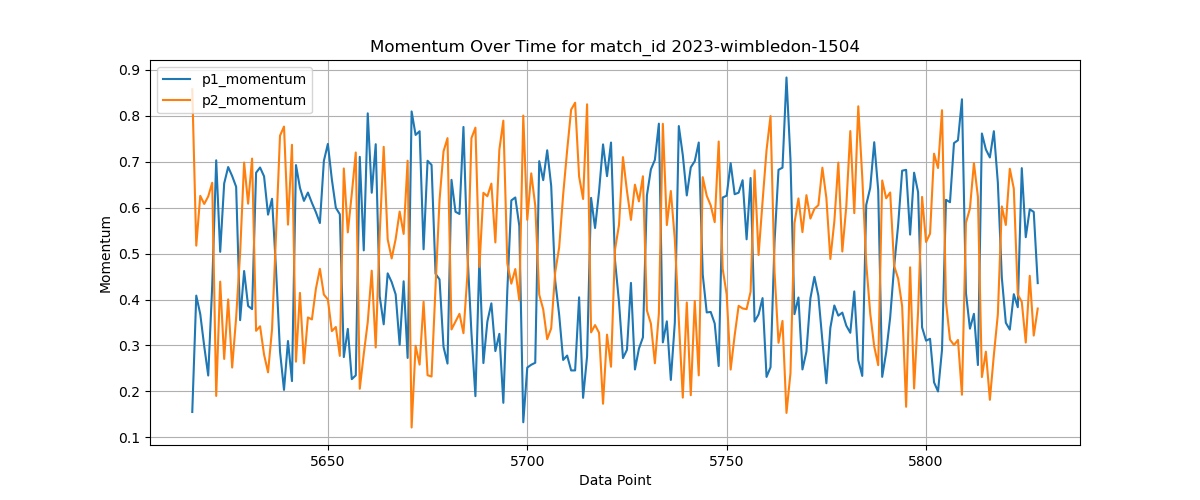 Momentum Over Time for match_id 2023-wimbledon-1504
p1_momentum
p2_momentum
0.9
0.8
0.7
0.6
0.5
0.4
0.3
0.2
0.1
Momentum
5650
5700
5750
5800
Data Point